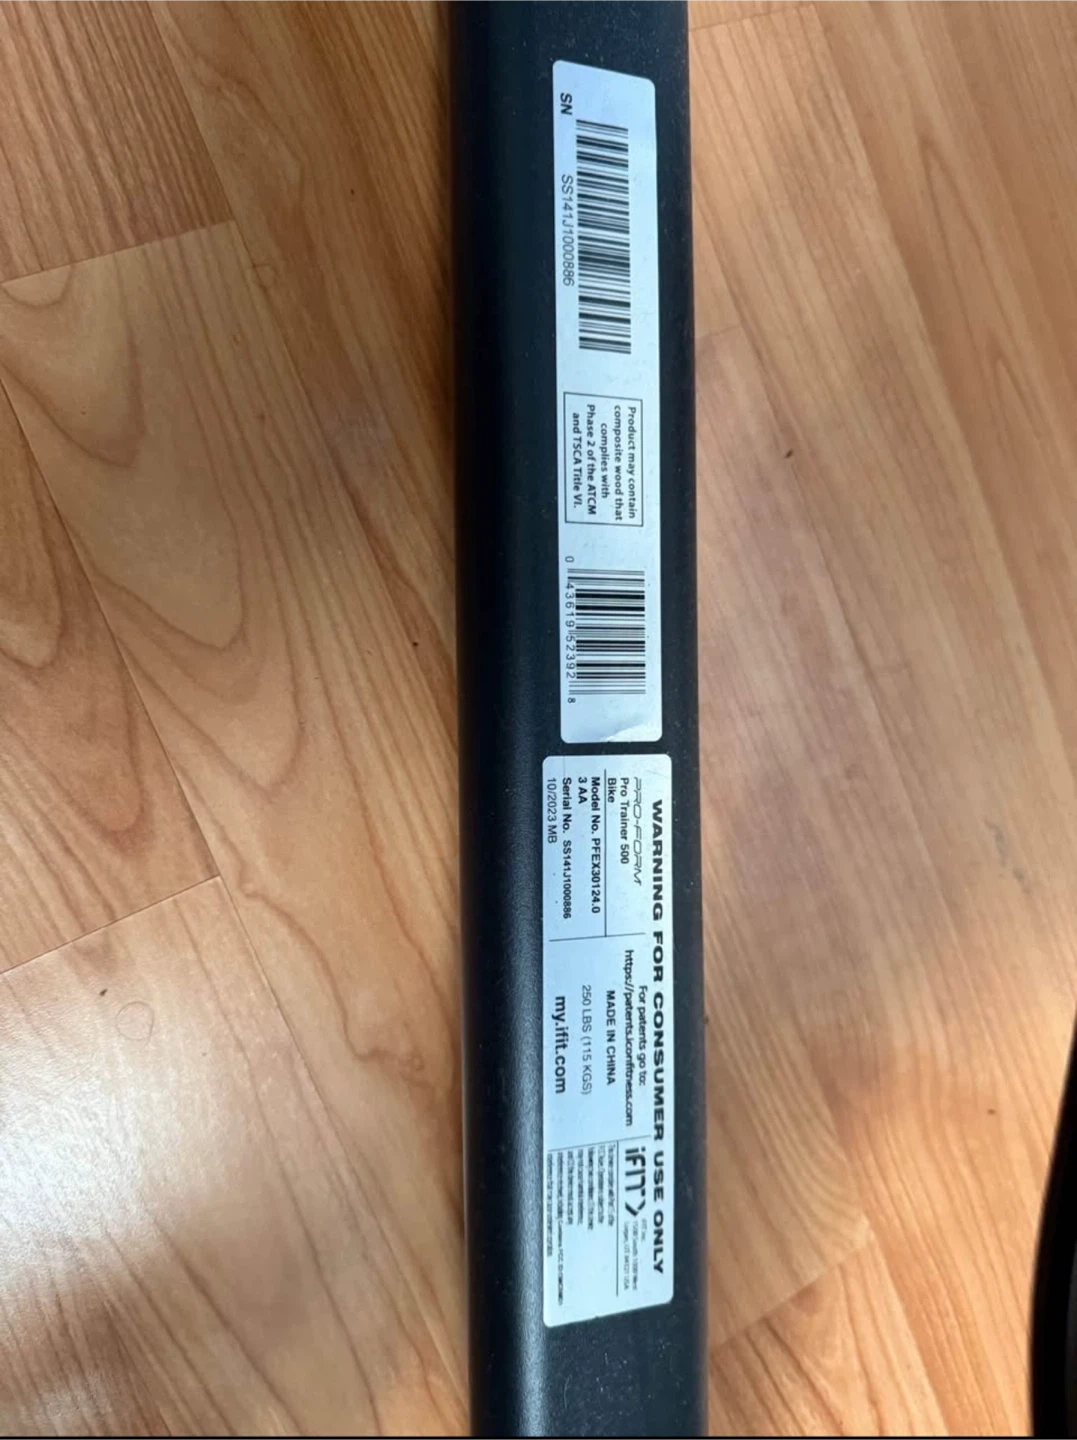 SN
SS141J1000886
Product may contain
composite wood that
complies with
Phase 2 of the ATCM
and TSCA Title VI.
0 43619 52392 8
WARNING FOR CONSUMER USE ONLY
PRO-FORM
Pro Trainer 500
Bike
Model No. PFEX30124.0
3 AA
Serial No. SS141J1000886
10/2023 MB
For patents go to:
https://patents.iconfitness.com
MADE IN CHINA
250 LBS (115 KGS)
my.ifit.com
iFIT